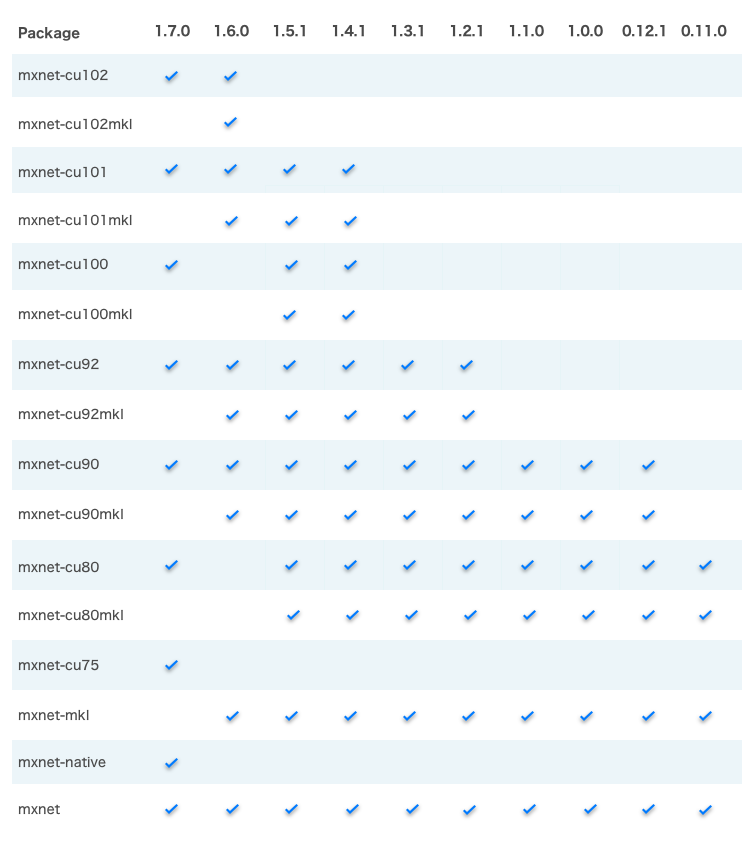 Package 1.7.0 1.6.0 1.5.1 1.4.1 1.3.1 1.2.1 1.1.0 1.0.0 0.12.1 0.11.0
mxnet-cu102 ✓ ✓
mxnet-cu102mkl ✓
mxnet-cu101 ✓ ✓ ✓ ✓
mxnet-cu101mkl ✓ ✓ ✓
mxnet-cu100 ✓ ✓ ✓
mxnet-cu100mkl ✓ ✓
mxnet-cu92 ✓ ✓ ✓ ✓ ✓ ✓
mxnet-cu92mkl ✓ ✓ ✓ ✓ ✓
mxnet-cu90 ✓ ✓ ✓ ✓ ✓ ✓ ✓ ✓ ✓
mxnet-cu90mkl ✓ ✓ ✓ ✓ ✓ ✓ ✓ ✓
mxnet-cu80 ✓ ✓ ✓ ✓ ✓ ✓ ✓ ✓ ✓
mxnet-cu80mkl ✓ ✓ ✓ ✓ ✓ ✓ ✓ ✓
mxnet-cu75 ✓
mxnet-mkl ✓ ✓ ✓ ✓ ✓ ✓ ✓ ✓ ✓
mxnet-native ✓
mxnet ✓ ✓ ✓ ✓ ✓ ✓ ✓ ✓ ✓ ✓